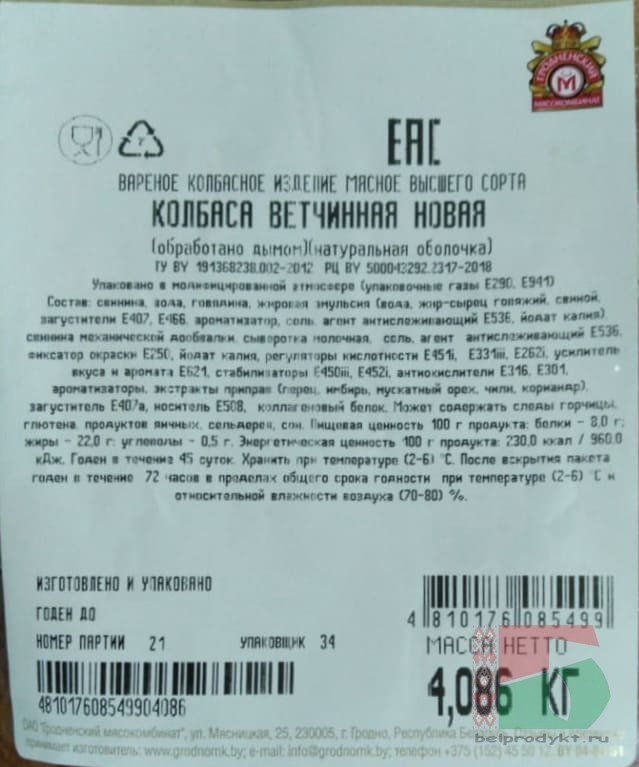 ГРОДНЕНСКИЙ
М
МЯСОКОМБИНАТ
7
ЕАС
ВАРЕНОЕ КОЛБАСНОЕ ИЗДЕЛИЕ МЯСНОЕ ВЫСШЕГО СОРТА
КОЛБАСА ВЕТЧИННАЯ НОВАЯ
(обработано дымом)(натуральная оболочка)
ТУ BY 191368238.002-2012 РЦ BY 500043292.2317-2018
Упаковано в модифицированной атмосфере (упаковочные газы Е290, Е941)
Состав: свинина, вода, говядина, жировая эмульсия (вода, жир-сырец говяжий, свиной,
загустители Е407, Е466, ароматизатор, соль, агент антислеживающий Е536, йодат калия)
свинина механической дообвалки, сыворотка молочная, соль, агент антислеживающий Е536,
фиксатор окраски Е250, йодат калия, регуляторы кислотности Е451i, Е331iii, Е262i, усилитель
вкуса и аромата Е621, стабилизаторы Е450iii, Е452i, антиокислители Е316, Е301,
ароматизаторы, экстракты приправ (перец, имбирь, мускатный орех, чили, кориандр),
загуститель Е407а, носитель Е508, коллагеновый белок. Может содержать следы горчицы,
глютена, продуктов яичных, сельдерея, сои. Пищевая ценность 100 г продукта: белки - 8,0 г;
жиры - 22,0 г; углеводы - 0,5 г. Энергетическая ценность 100 г продукта: 230,0 ккал / 960,0
кДж. Годен в течение 45 суток. Хранить при температуре (2-6) °С. После вскрытия пакета
годен в течение 72 часов в пределах общего срока годности при температуре (2-6) °С и
относительной влажности воздуха (70-80) %.
ИЗГОТОВЛЕНО И УПАКОВАНО
ГОДЕН ДО
НОМЕР ПАРТИИ 21 УПАКОВЩИК 34
481017608549904086
4 810176 085499
МАССА НЕТТО
4,086 КГ
ОАО "Гродненский мясокомбинат", ул. Мясницкая, 25, 230005, г. Гродно, Республика
принимает изготовитель: www.grodnomk.by; e-mail: info@grodnomk.by; телефон +375 (152) 45 50 12.
belprodykt.ru